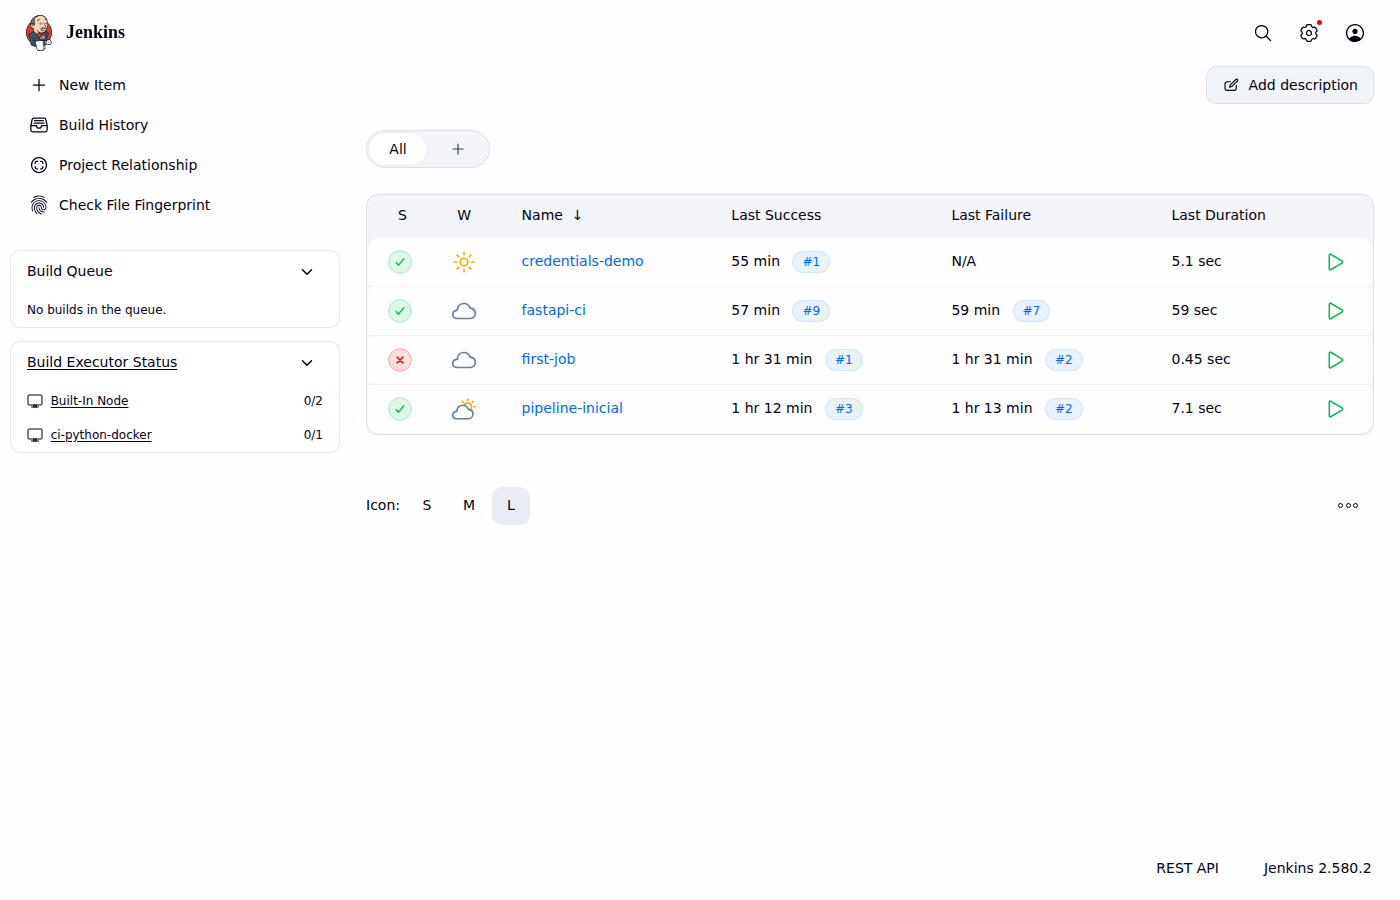 Jenkins
New Item
Build History
Project Relationship
Check File Fingerprint
Build Queue
No builds in the queue.
Build Executor Status
Built-In Node 0/2
ci-python-docker 0/1
Add description
All
S W Name ↓ Last Success Last Failure Last Duration
credentials-demo 55 min #1 N/A 5.1 sec
fastapi-ci 57 min #9 59 min #7 59 sec
first-job 1 hr 31 min #1 1 hr 31 min #2 0.45 sec
pipeline-inicial 1 hr 12 min #3 1 hr 13 min #2 7.1 sec
Icon: S M L
REST API Jenkins 2.580.2